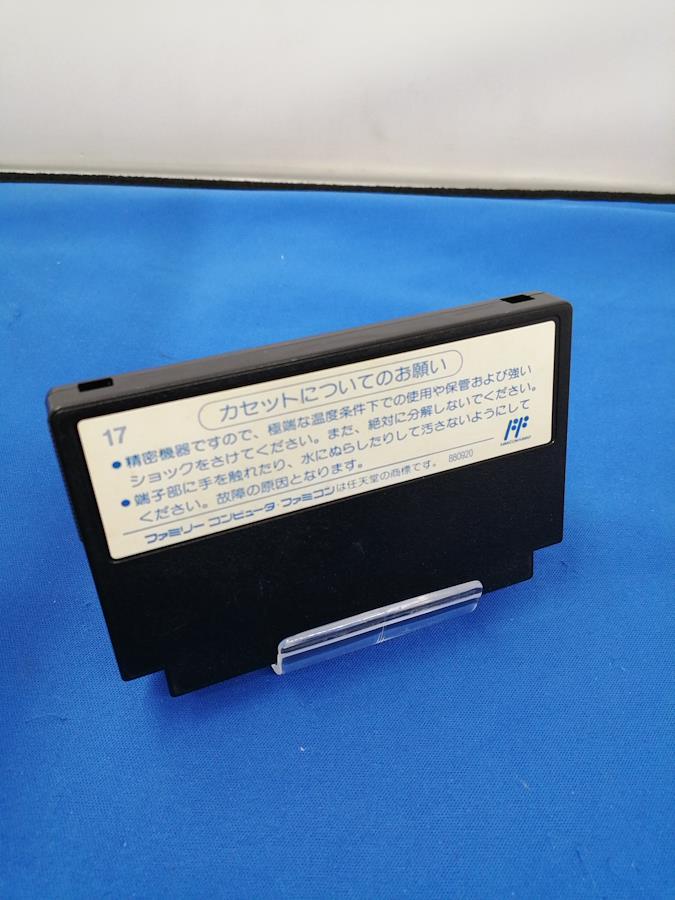 17
カセットについてのお願い
●精密機器ですので、極端な温度条件下での使用や保管および強い
ショックをさけてください。また、絶対に分解しないでください。
●端子部に手を触れたり、水にぬらしたりして汚さないようにして
ください。故障の原因となります。
ファミリー コンピュータ・ファミコンは任天堂の商標です。 880920